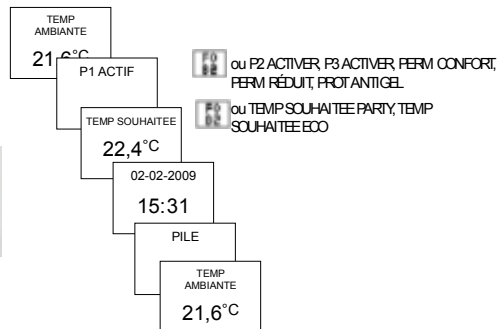 TEMP
AMBIANTE
21,6°C
P1 ACTIF
TEMP SOUHAITEE
22,4°C
02-02-2009
15:31
PILE
TEMP
AMBIANTE
21,6°C
ou P2 ACTIVER, P3 ACTIVER, PERM CONFORT,
PERM RÉDUIT, PROT ANTIGEL
ou TEMP SOUHAITEE PARTY, TEMP
SOUHAITEE ECO